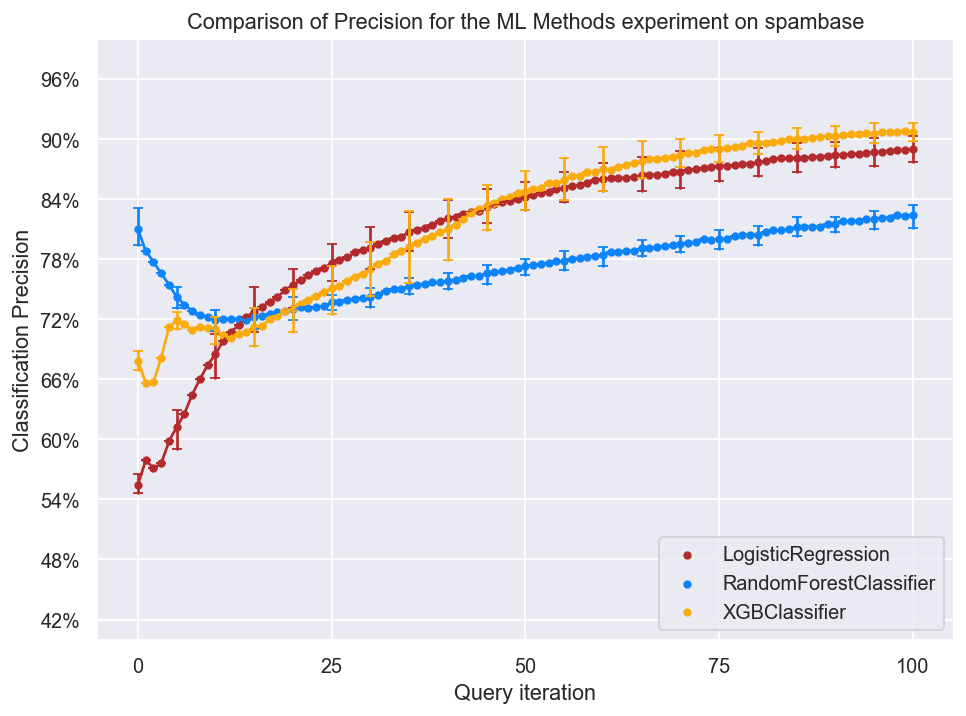 Comparison of Precision for the ML Methods experiment on spambase
Classification Precision
96%
90%
84%
78%
72%
66%
60%
54%
48%
42%
LogisticRegression
RandomForestClassifier
XGBClassifier
0 25 50 75 100
Query iteration